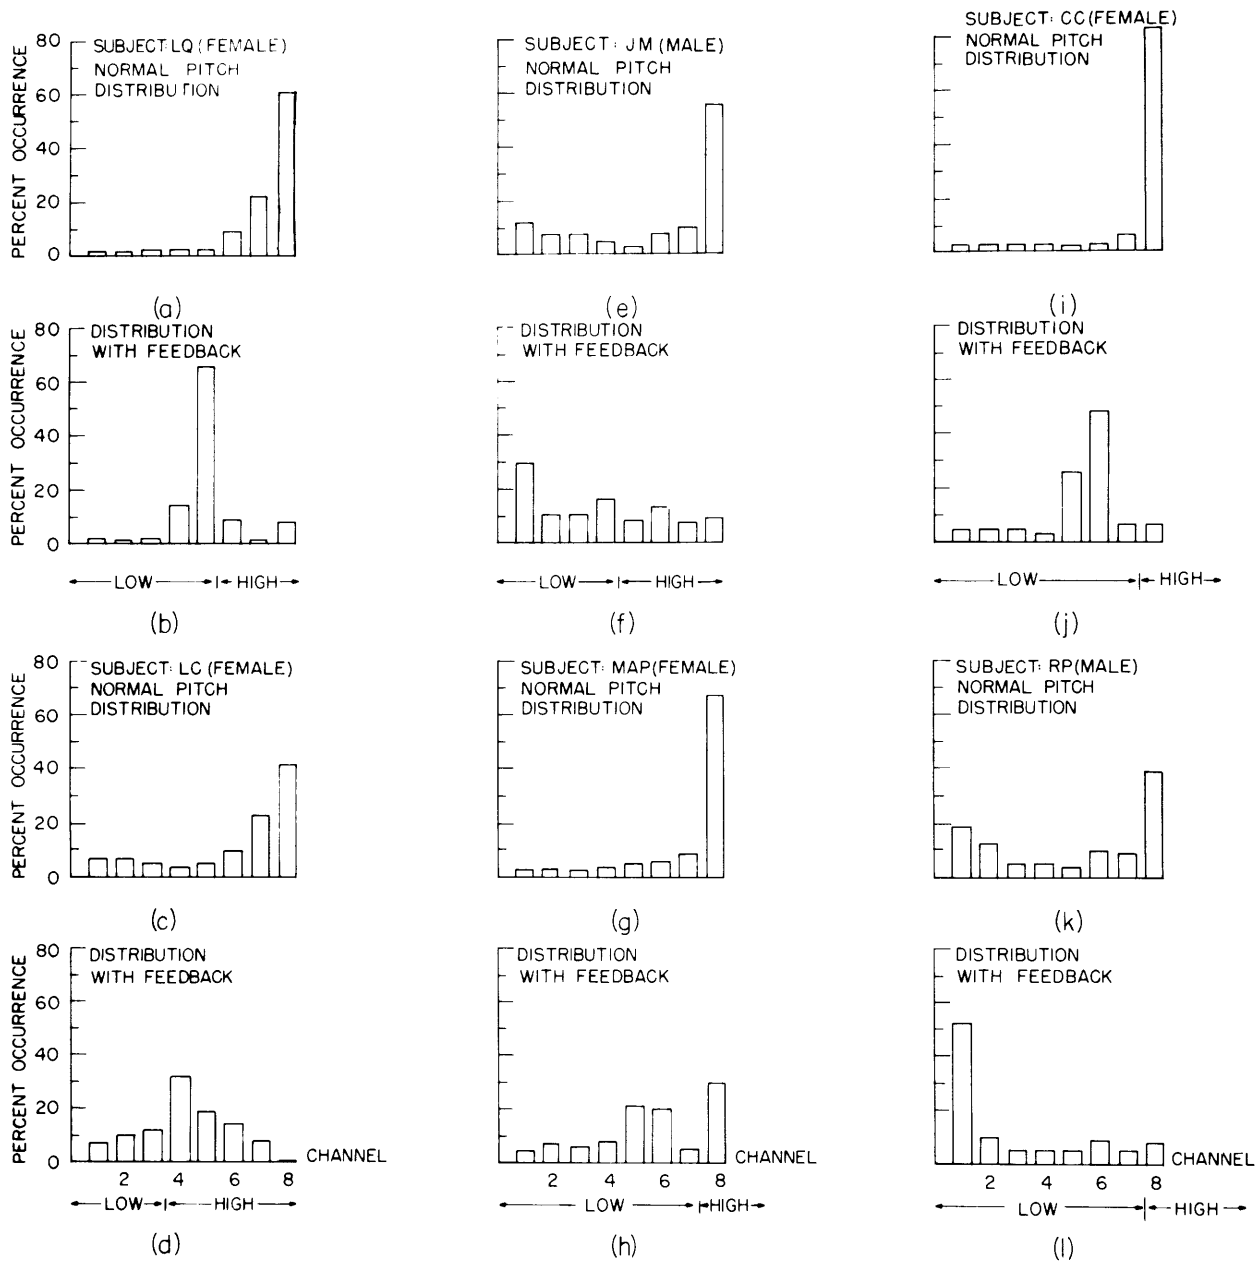 SUBJECT: LQ (FEMALE)
NORMAL PITCH
DISTRIBUTION
PERCENT OCCURRENCE
80
60
40
20
0
(a)
SUBJECT: JM (MALE)
NORMAL PITCH
DISTRIBUTION
(e)
SUBJECT: CC (FEMALE)
NORMAL PITCH
DISTRIBUTION
(i)
DISTRIBUTION
WITH FEEDBACK
PERCENT OCCURRENCE
80
60
40
20
0
LOW HIGH
(b)
DISTRIBUTION
WITH FEEDBACK
LOW HIGH
(f)
DISTRIBUTION
WITH FEEDBACK
LOW HIGH
(j)
SUBJECT: LC (FEMALE)
NORMAL PITCH
DISTRIBUTION
PERCENT OCCURRENCE
80
60
40
20
0
(c)
SUBJECT: MAP (FEMALE)
NORMAL PITCH
DISTRIBUTION
(g)
SUBJECT: RP (MALE)
NORMAL PITCH
DISTRIBUTION
(k)
DISTRIBUTION
WITH FEEDBACK
PERCENT OCCURRENCE
80
60
40
20
0
CHANNEL
2 4 6 8
LOW HIGH
(d)
DISTRIBUTION
WITH FEEDBACK
CHANNEL
2 4 6 8
LOW HIGH
(h)
DISTRIBUTION
WITH FEEDBACK
CHANNEL
2 4 6 8
LOW HIGH
(l)